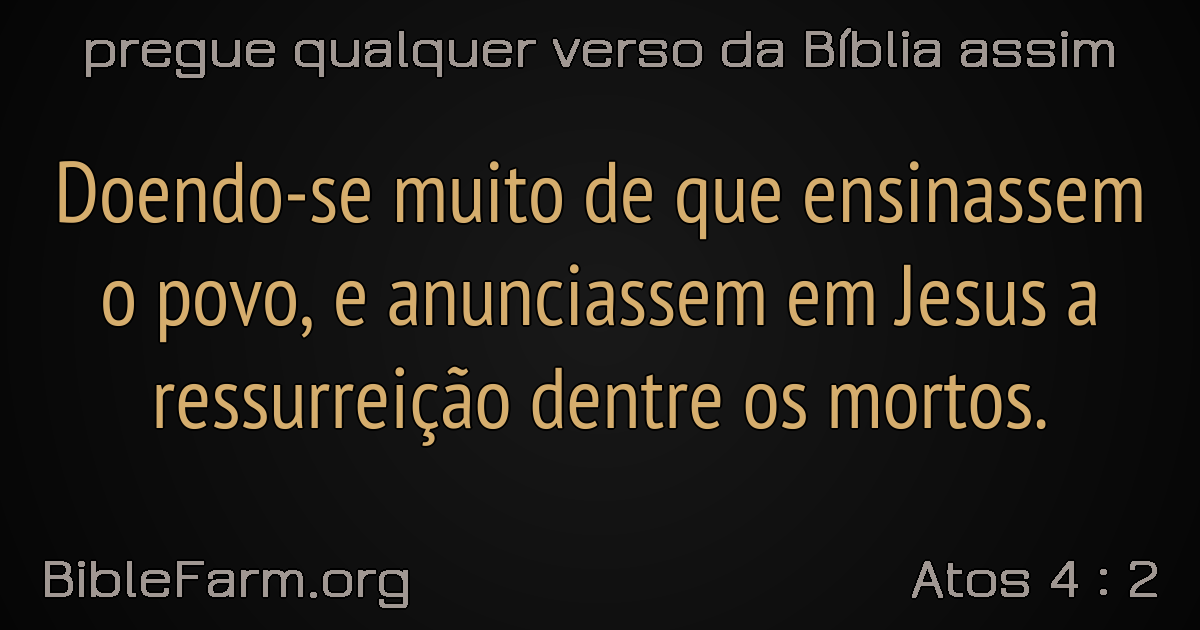 pregue qualquer verso da Bíblia assim
Doendo-se muito de que ensinassem
o povo, e anunciassem em Jesus a
ressurreição dentre os mortos.
BibleFarm.org
Atos 4 : 2